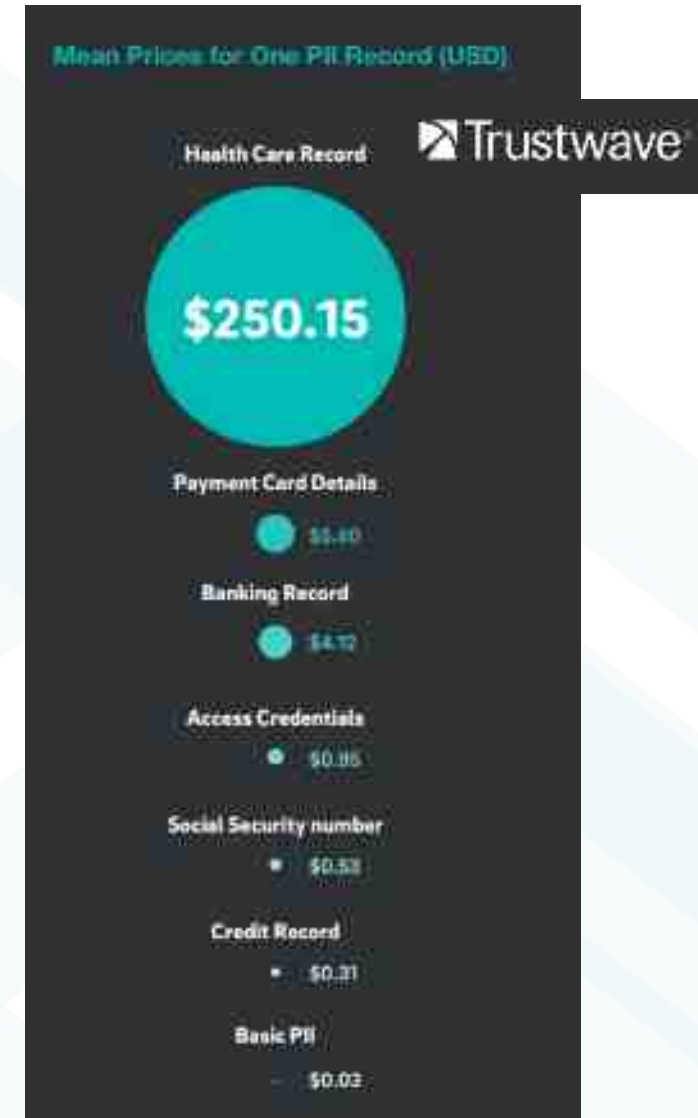 Mean Prices for One PII Record (USD)
Trustwave
Health Care Record
$250.15
Payment Card Details
$5.40
Banking Record
$4.12
Access Credentials
$0.95
Social Security number
$0.53
Credit Record
$0.31
Basic PII
$0.03